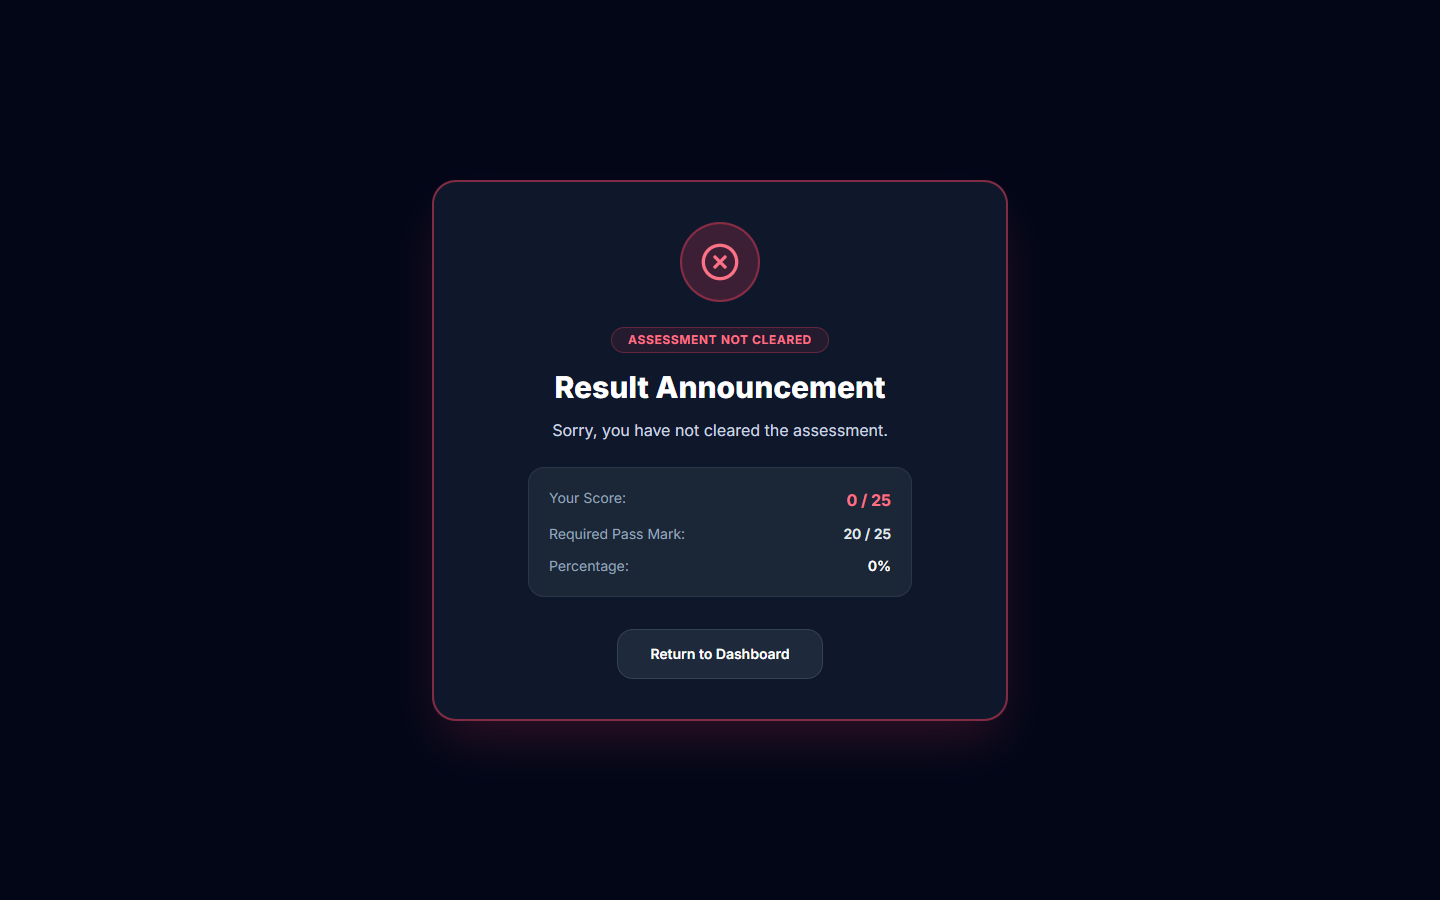 ASSESSMENT NOT CLEARED
Result Announcement
Sorry, you have not cleared the assessment.
Your Score: 0 / 25
Required Pass Mark: 20 / 25
Percentage: 0%
Return to Dashboard